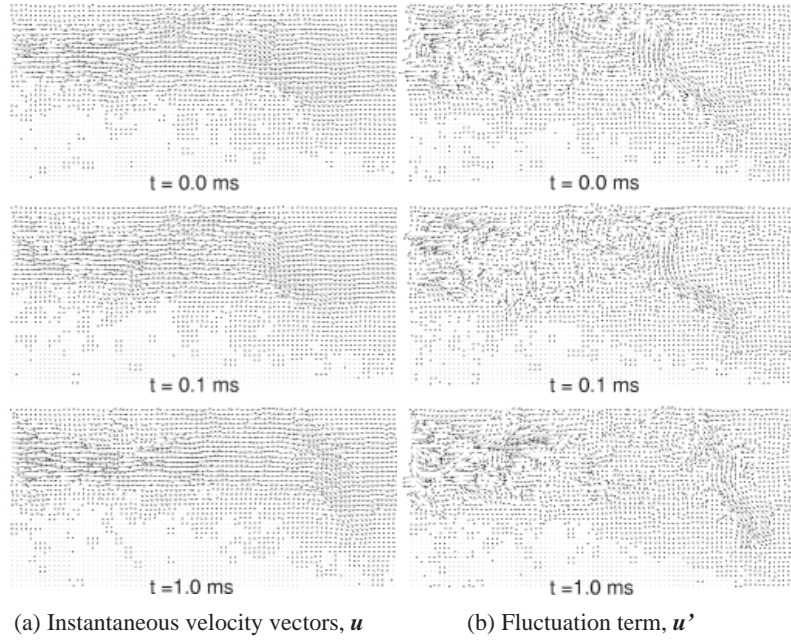 t = 0.0 ms
t = 0.0 ms
t = 0.1 ms
t = 0.1 ms
t =1.0 ms
t =1.0 ms
(a) Instantaneous velocity vectors, u
(b) Fluctuation term, u’